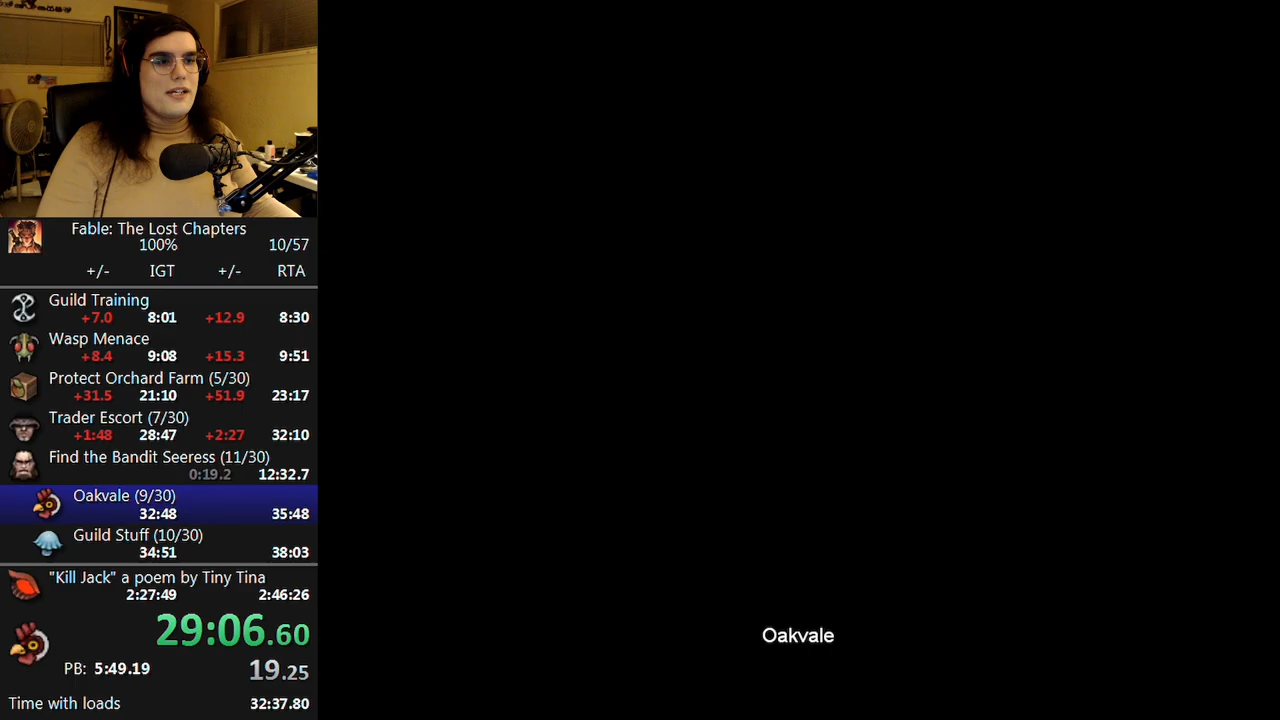 Fable: The Lost Chapters
100% 10/57
+/- IGT +/- RTA
Guild Training
+7.0 8:01 +12.9 8:30
Wasp Menace
+8.4 9:08 +15.3 9:51
Protect Orchard Farm (5/30)
+31.5 21:10 +51.9 23:17
Trader Escort (7/30)
+1:48 28:47 +2:27 32:10
Find the Bandit Seeress (11/30)
0:19.2 12:32.7
Oakvale (9/30)
32:48 35:48
Guild Stuff (10/30)
34:51 38:03
"Kill Jack" a poem by Tiny Tina
2:27:49 2:46:26
29:06.60
PB: 5:49.19 19.25
Time with loads 32:37.80
Oakvale